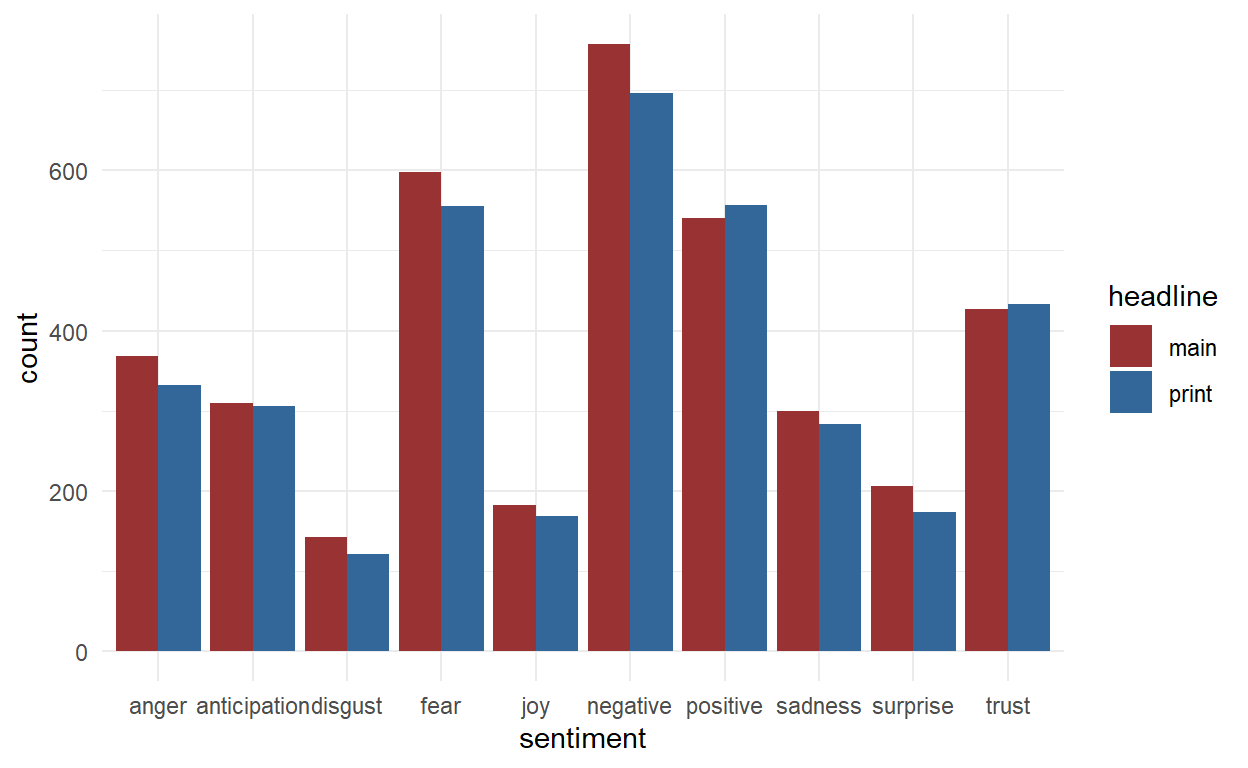 600
400
200
0
count
anger anticipation disgust fear joy negative positive sadness surprise trust
sentiment
headline
main
print